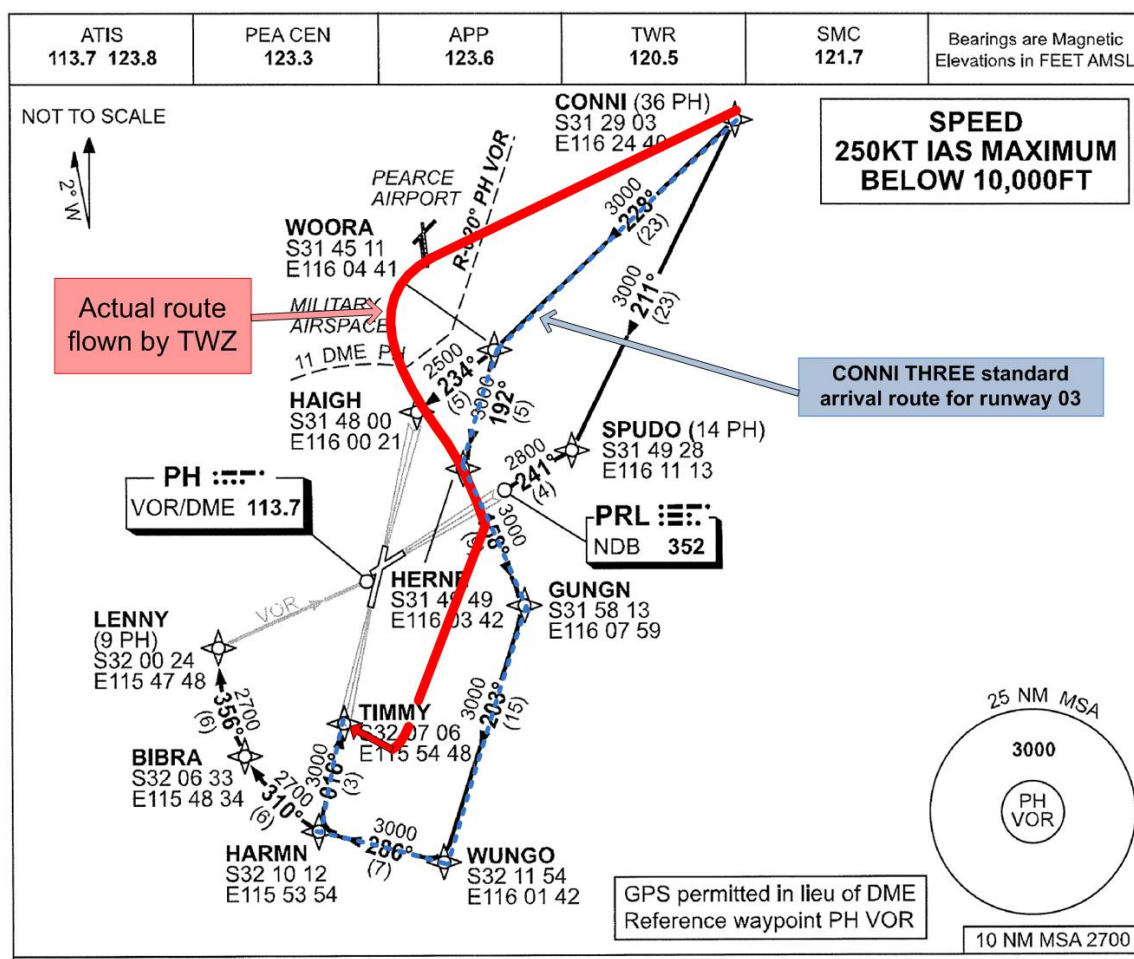 ATIS
113.7 123.8
PEA CEN
123.3
APP
123.6
TWR
120.5
SMC
121.7
Bearings are Magnetic
Elevations in FEET AMSL
NOT TO SCALE
2° W
CONNI (36 PH)
S31 29 03
E116 24 40
SPEED
250KT IAS MAXIMUM
BELOW 10,000FT
PEARCE
AIRPORT
PH VOR
WOORA
S31 45 11
E116 04 41
3000
228°
(23)
3000
211°
(23)
Actual route
flown by TWZ
MILITARY
AIRSPACE
11 DME PH
2500
234°
(5)
3000
192°
(5)
CONNI THREE standard
arrival route for runway 03
HAIGH
S31 48 00
E116 00 21
SPUDO (14 PH)
S31 49 28
E116 11 13
2800
241°
(4)
PH
VOR/DME 113.7
PRL
NDB 352
3000
HERNE
S31 49 49
E116 03 42
GUNGN
S31 58 13
E116 07 59
VOR
LENNY
(9 PH)
S32 00 24
E115 47 48
3000
203°
(15)
2700
356°
(6)
TIMMY
S32 07 06
E115 54 48
BIBRA
S32 06 33
E115 48 34
3000
016°
(3)
2700
310°
(6)
3000
286°
(7)
HARMN
S32 10 12
E115 53 54
WUNGO
S32 11 54
E116 01 42
25 NM MSA
3000
PH
VOR
GPS permitted in lieu of DME
Reference waypoint PH VOR
10 NM MSA 2700